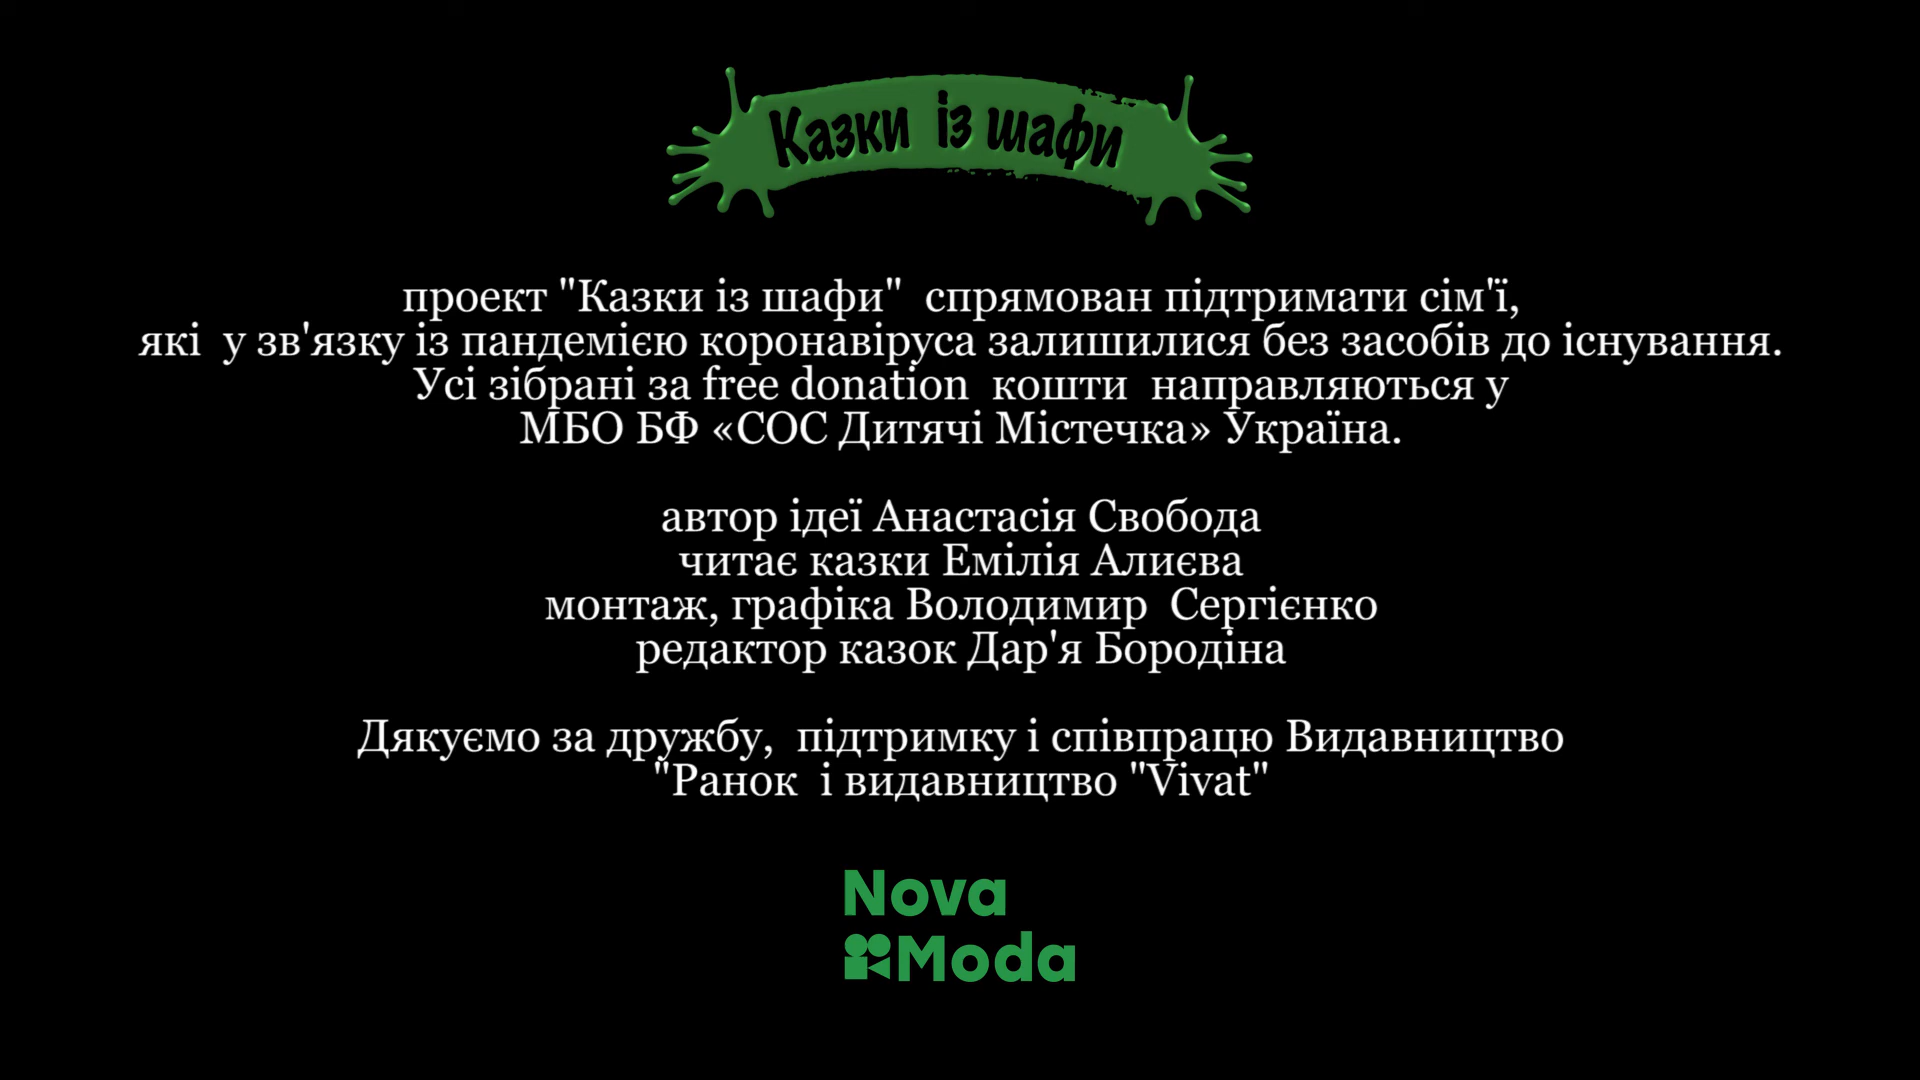 Казки із шафи
проект "Казки із шафи" спрямован підтримати сім'ї,
які у зв'язку із пандемією коронавіруса залишилися без засобів до існування.
Усі зібрані за free donation кошти направляються у
МБО БФ «СОС Дитячі Містечка» Україна.
автор ідеї Анастасія Свобода
читає казки Емілія Алиєва
монтаж, графіка Володимир Сергієнко
редактор казок Дар'я Бородіна
Дякуємо за дружбу, підтримку і співпрацю Видавництво
"Ранок і видавництво "Vivat"
Nova
Moda